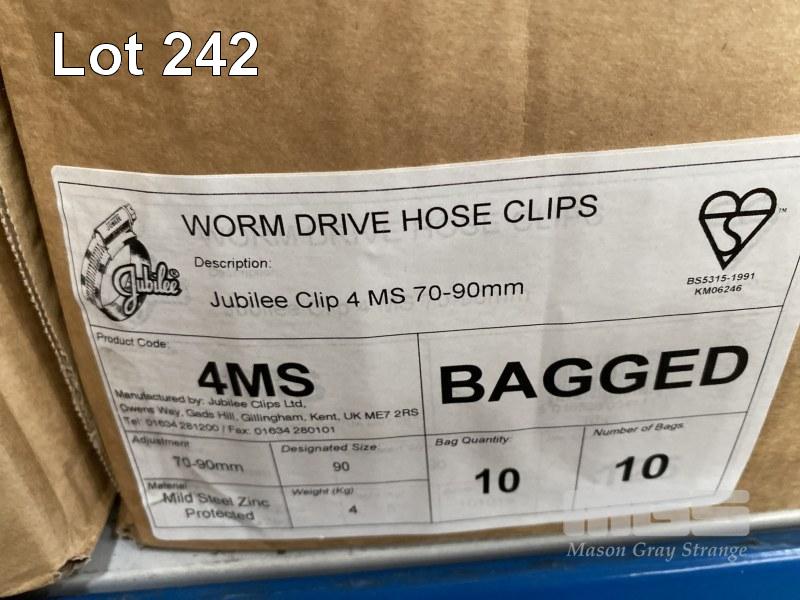 Lot 242
WORM DRIVE HOSE CLIPS
Jubilee
Description:
Jubilee Clip 4 MS 70-90mm
BS5315-1991
KM06246
Product Code:
4MS
BAGGED
Manufactured by: Jubilee Clips Ltd,
Owens Way, Gads Hill, Gillingham, Kent, UK ME7 2RS
Tel: 01634 281200 / Fax: 01634 280101
Adjustment
70-90mm
Designated Size
90
Bag Quantity:
10
Number of Bags
10
Material
Mild Steel Zinc
Protected
Weight (Kg)
4
MGS
Mason Gray Strange